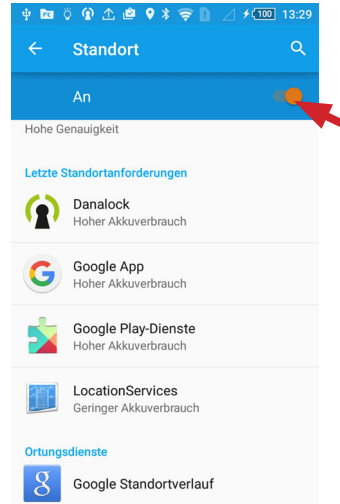 100 13:29
Standort
An
Hohe Genauigkeit
Letzte Standortanforderungen
Danalock
Hoher Akkuverbrauch
Google App
Hoher Akkuverbrauch
Google Play-Dienste
Hoher Akkuverbrauch
LocationServices
Geringer Akkuverbrauch
Ortungsdienste
Google Standortverlauf